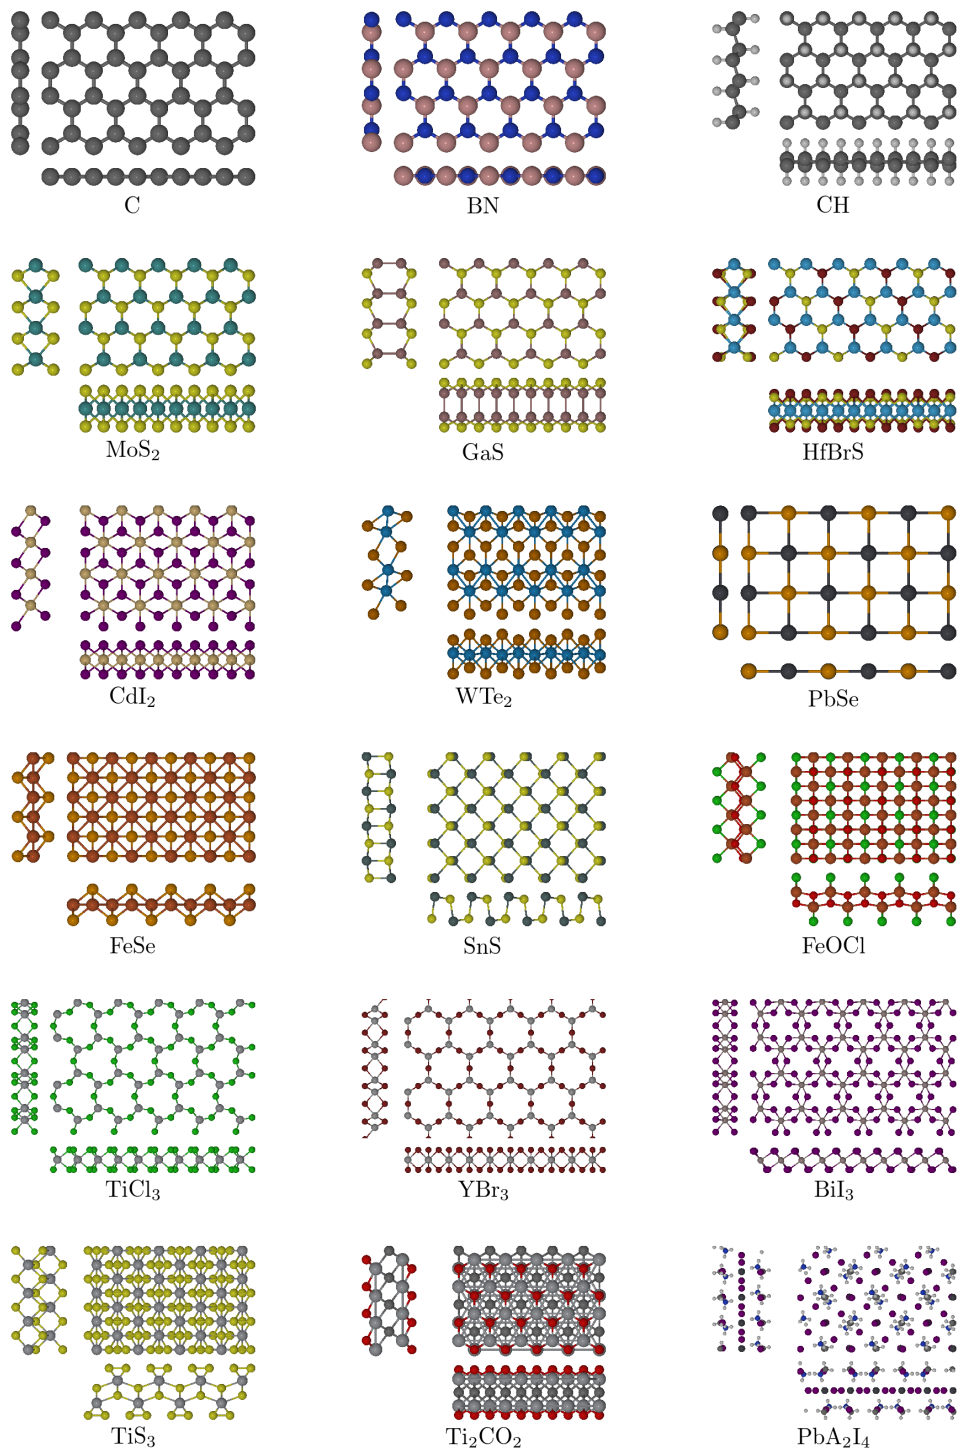 C
BN
CH
MoS₂
GaS
HfBrS
CdI₂
WTe₂
PbSe
FeSe
SnS
FeOCl
TiCl₃
YBr₃
BiI₃
TiS₃
Ti₂CO₂
PbA₂I₄